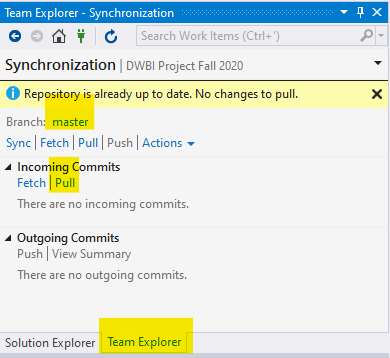 Team Explorer - Synchronization
Search Work Items (Ctrl+')
Synchronization | DWBI Project Fall 2020
Repository is already up to date. No changes to pull.
Branch: master
Sync | Fetch | Pull | Push | Actions
Incoming Commits
Fetch | Pull
There are no incoming commits.
Outgoing Commits
Push | View Summary
There are no outgoing commits.
Solution Explorer Team Explorer